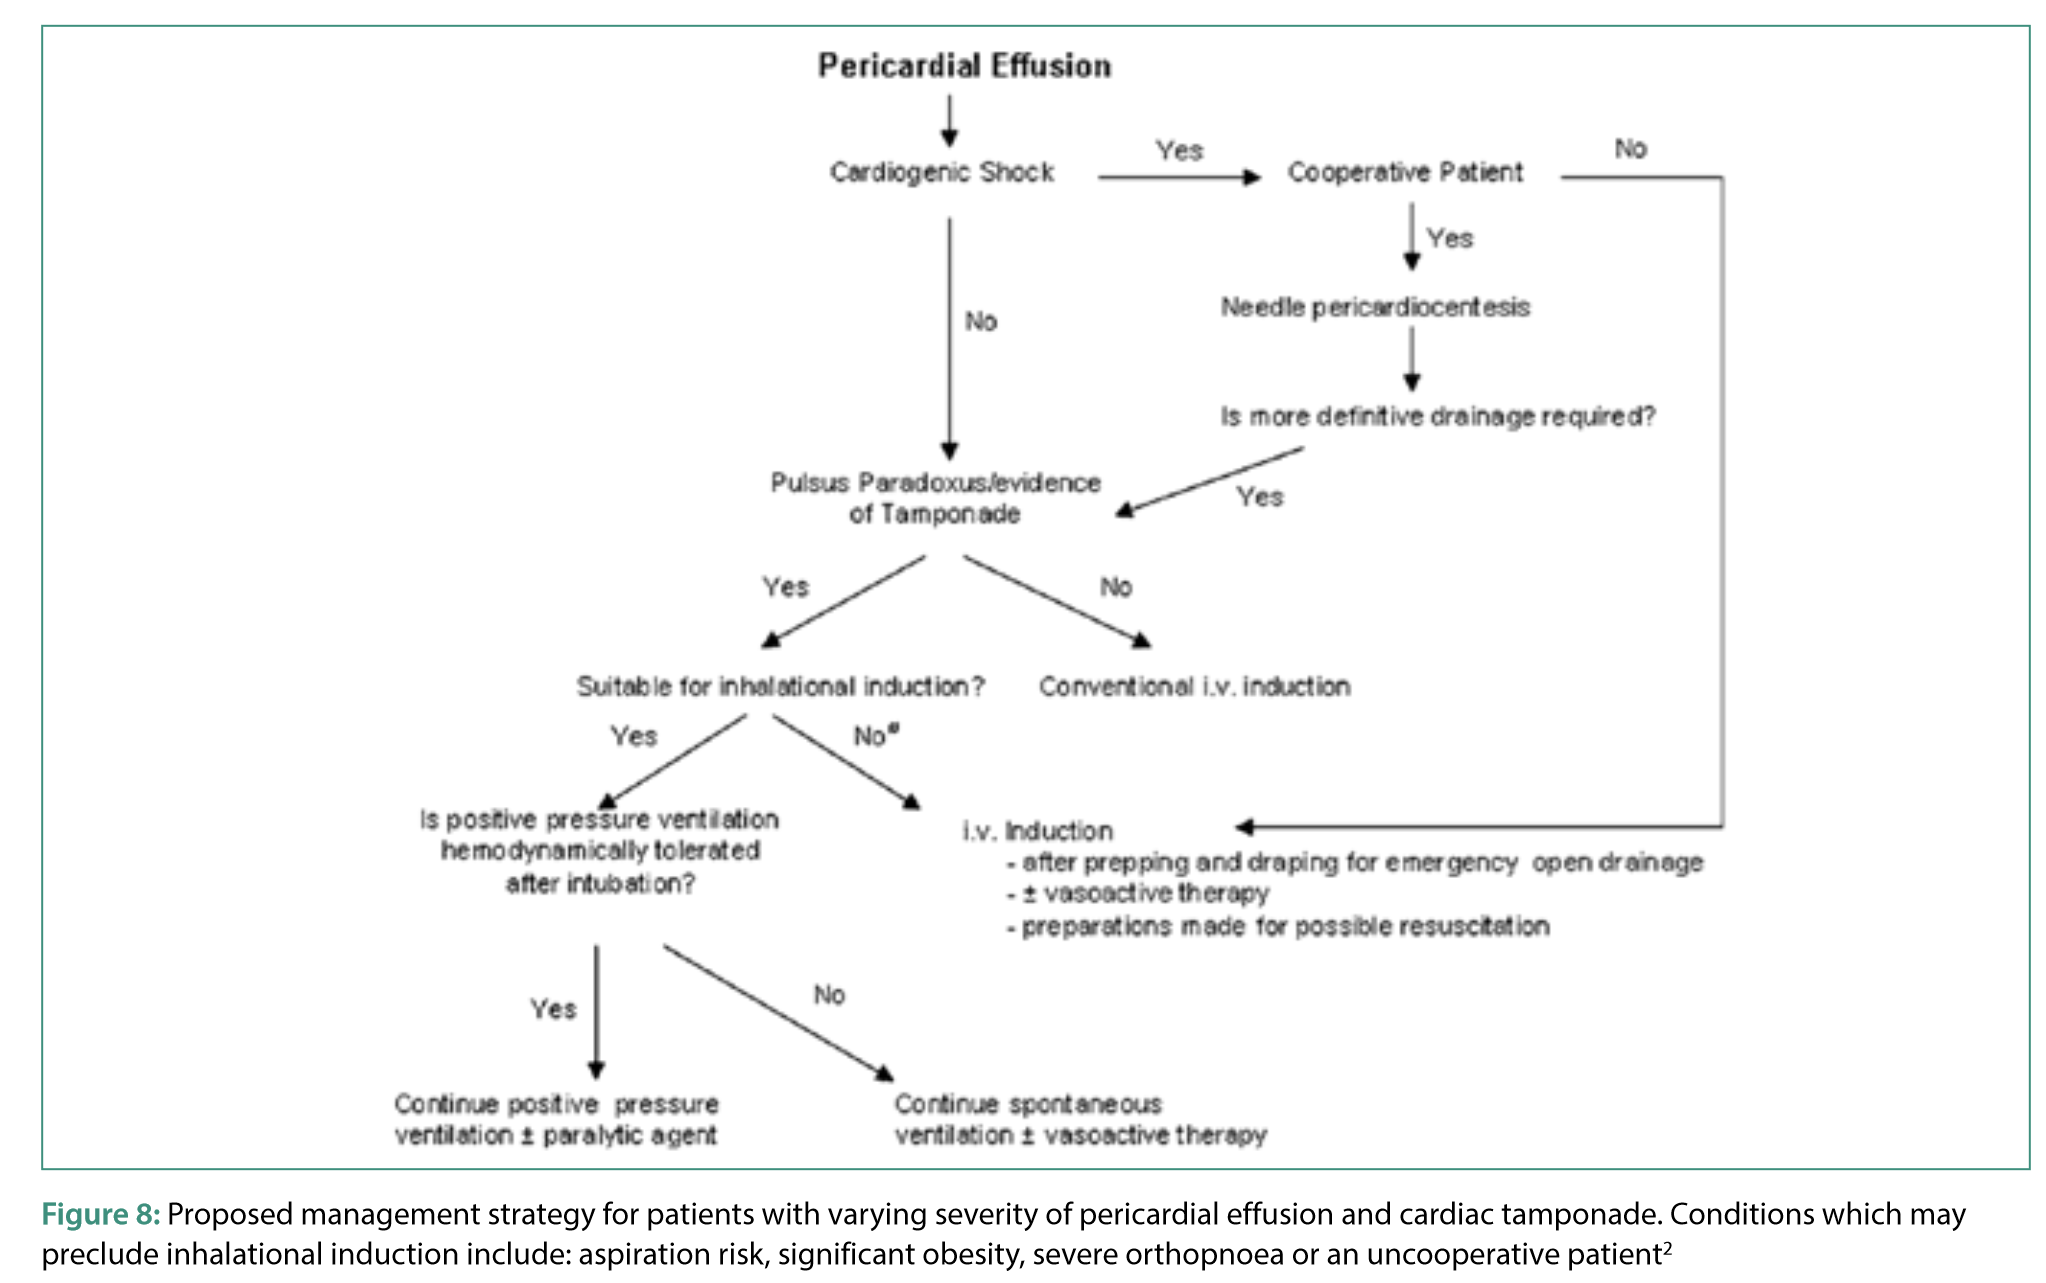 Pericardial Effusion
Cardiogenic Shock
Yes
Cooperative Patient
No
Yes
Needle pericardiocentesis
No
Is more definitive drainage required?
Pulsus Paradoxus/evidence
of Tamponade
Yes
Yes
No
Suitable for inhalational induction?
Conventional i.v. induction
Yes
No#
Is positive pressure ventilation
hemodynamically tolerated
after intubation?
i.v. Induction
- after prepping and draping for emergency open drainage
- ± vasoactive therapy
- preparations made for possible resuscitation
Yes
No
Continue positive pressure
ventilation ± paralytic agent
Continue spontaneous
ventilation ± vasoactive therapy
Figure 8: Proposed management strategy for patients with varying severity of pericardial effusion and cardiac tamponade. Conditions which may
preclude inhalational induction include: aspiration risk, significant obesity, severe orthopnoea or an uncooperative patient2